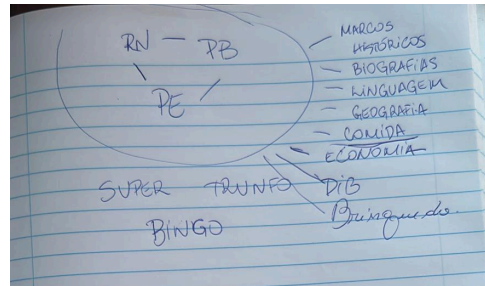 RN - PB
PE
MARCOS
HISTÓRICOS
- BIOGRAFIAS
- LINGUAGEM
- GEOGRAFIA
- COMIDA
- ECONOMIA
DIB
Brinquedo.
SUPER TRUNFO
BINGO